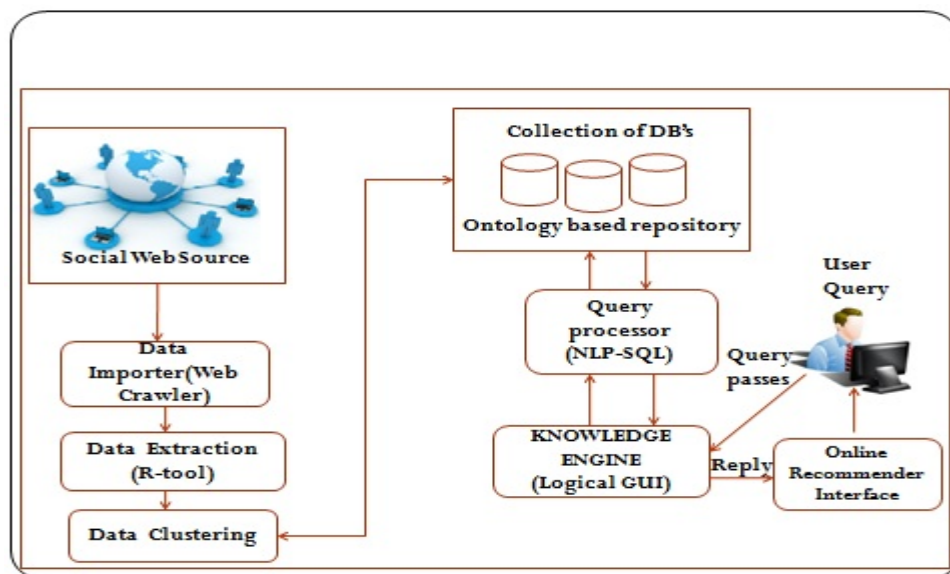 Social Web Source
Data
Importer(Web
Crawler)
Data Extraction
(R-tool)
Data Clustering
Collection of DB's
Ontology based repository
Query
processor
(NLP-SQL)
KNOWLEDGE
ENGINE
(Logical GUI)
User
Query
Query
passes
Reply
Online
Recommender
Interface